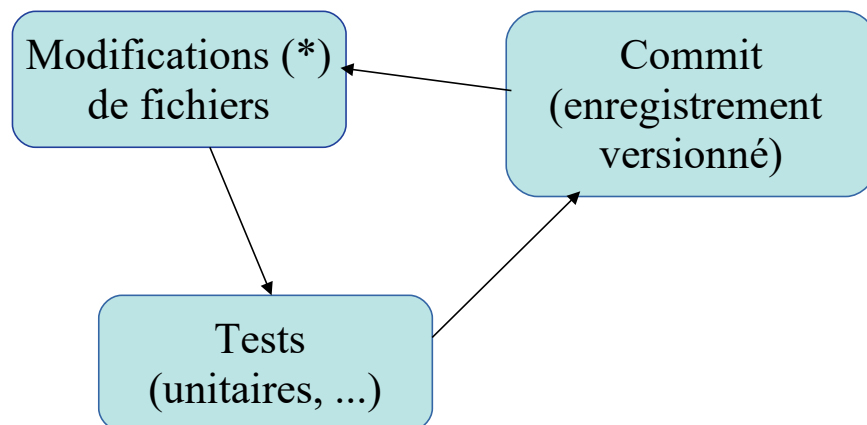 Modifications (*)
de fichiers
Commit
(enregistrement
versionné)
Tests
(unitaires, ...)